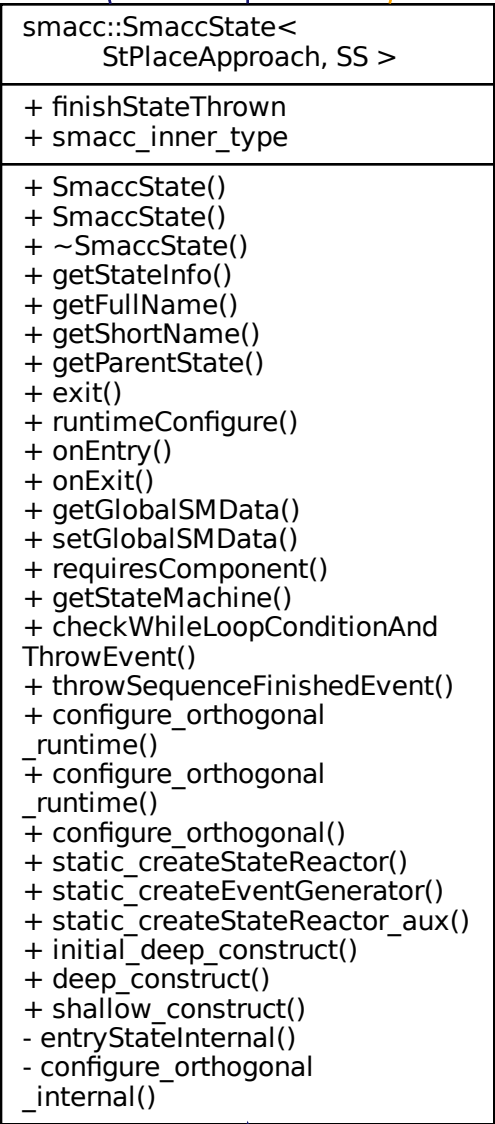 smacc::SmaccState<
StPlaceApproach, SS >
+ finishStateThrown
+ smacc_inner_type
+ SmaccState()
+ SmaccState()
+ ~SmaccState()
+ getStateInfo()
+ getFullName()
+ getShortName()
+ getParentState()
+ exit()
+ runtimeConfigure()
+ onEntry()
+ onExit()
+ getGlobalSMData()
+ setGlobalSMData()
+ requiresComponent()
+ getStateMachine()
+ checkWhileLoopConditionAnd
ThrowEvent()
+ throwSequenceFinishedEvent()
+ configure_orthogonal
_runtime()
+ configure_orthogonal
_runtime()
+ configure_orthogonal()
+ static_createStateReactor()
+ static_createEventGenerator()
+ static_createStateReactor_aux()
+ initial_deep_construct()
+ deep_construct()
+ shallow_construct()
- entryStateInternal()
- configure_orthogonal
_internal()